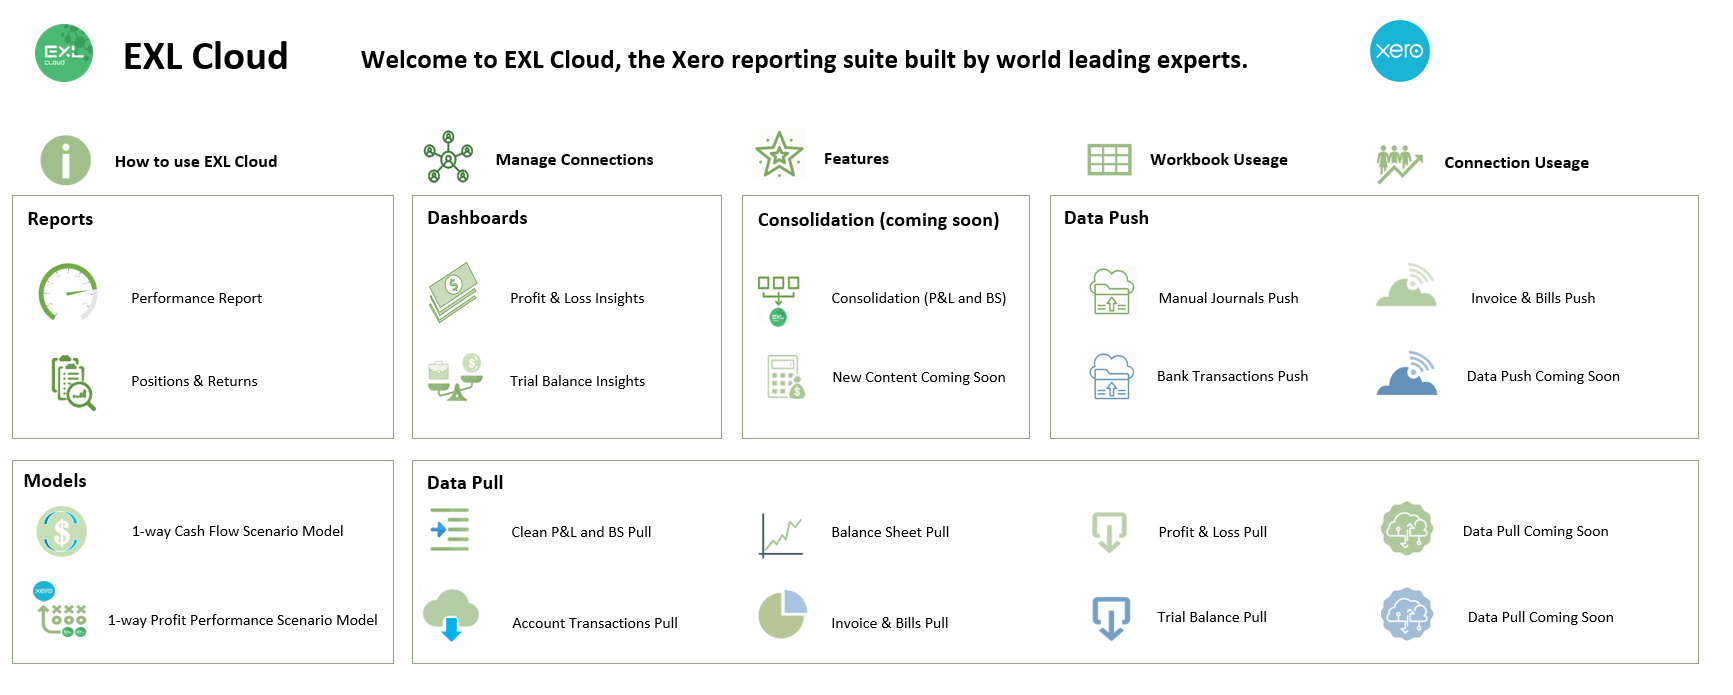 EXL
CLOUD
EXL Cloud
Welcome to EXL Cloud, the Xero reporting suite built by world leading experts.
xero
How to use EXL Cloud
Manage Connections
Features
Workbook Useage
Connection Useage
Reports
Performance Report
Positions & Returns
Dashboards
Profit & Loss Insights
Trial Balance Insights
Consolidation (coming soon)
EXL
Consolidation (P&L and BS)
New Content Coming Soon
Data Push
Manual Journals Push
Invoice & Bills Push
Bank Transactions Push
Data Push Coming Soon
Models
1-way Cash Flow Scenario Model
xero
1-way Profit Performance Scenario Model
Data Pull
Clean P&L and BS Pull
Balance Sheet Pull
Profit & Loss Pull
Data Pull Coming Soon
Account Transactions Pull
Invoice & Bills Pull
Trial Balance Pull
Data Pull Coming Soon